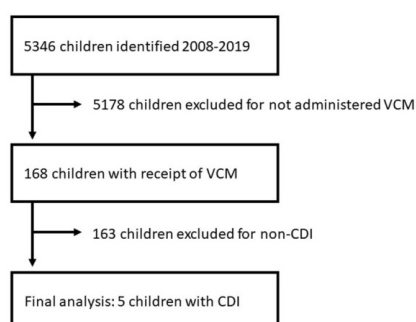 5346 children identified 2008-2019
5178 children excluded for not administered VCM
168 children with receipt of VCM
163 children excluded for non-CDI
Final analysis: 5 children with CDI